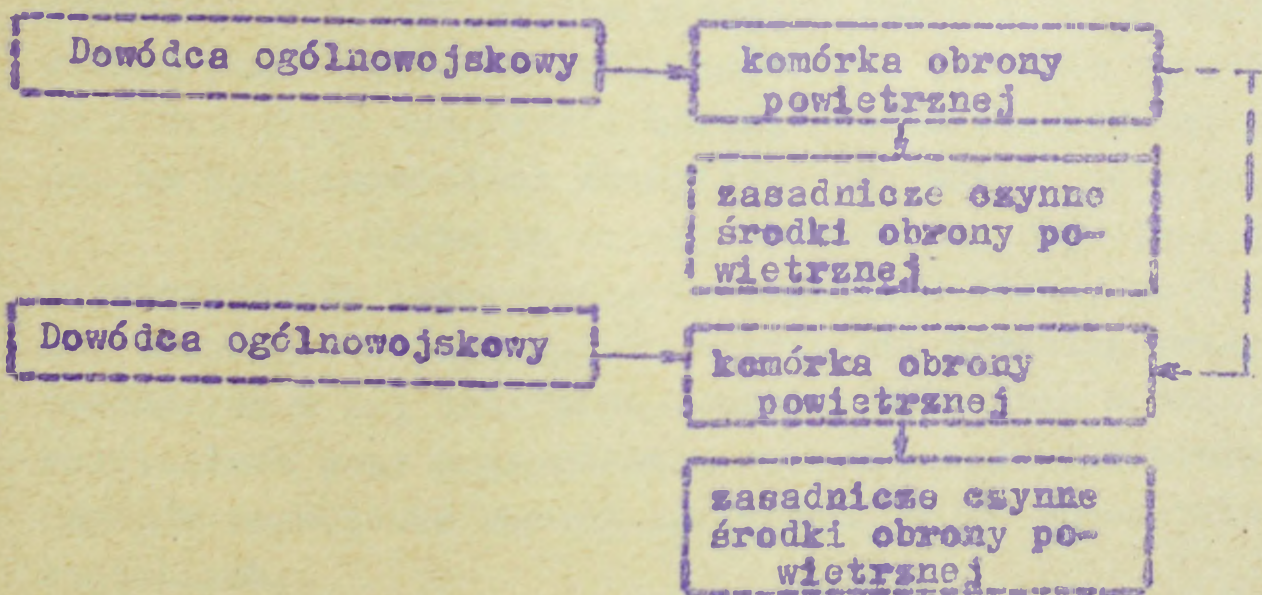 Dowódca ogólnowojskowy
komórka obrony
powietrznej
zasadnicze czynne
środki obrony po-
wietrznej
Dowódca ogólnowojskowy
komórka obrony
powietrznej
zasadnicze czynne
środki obrony po-
wietrznej